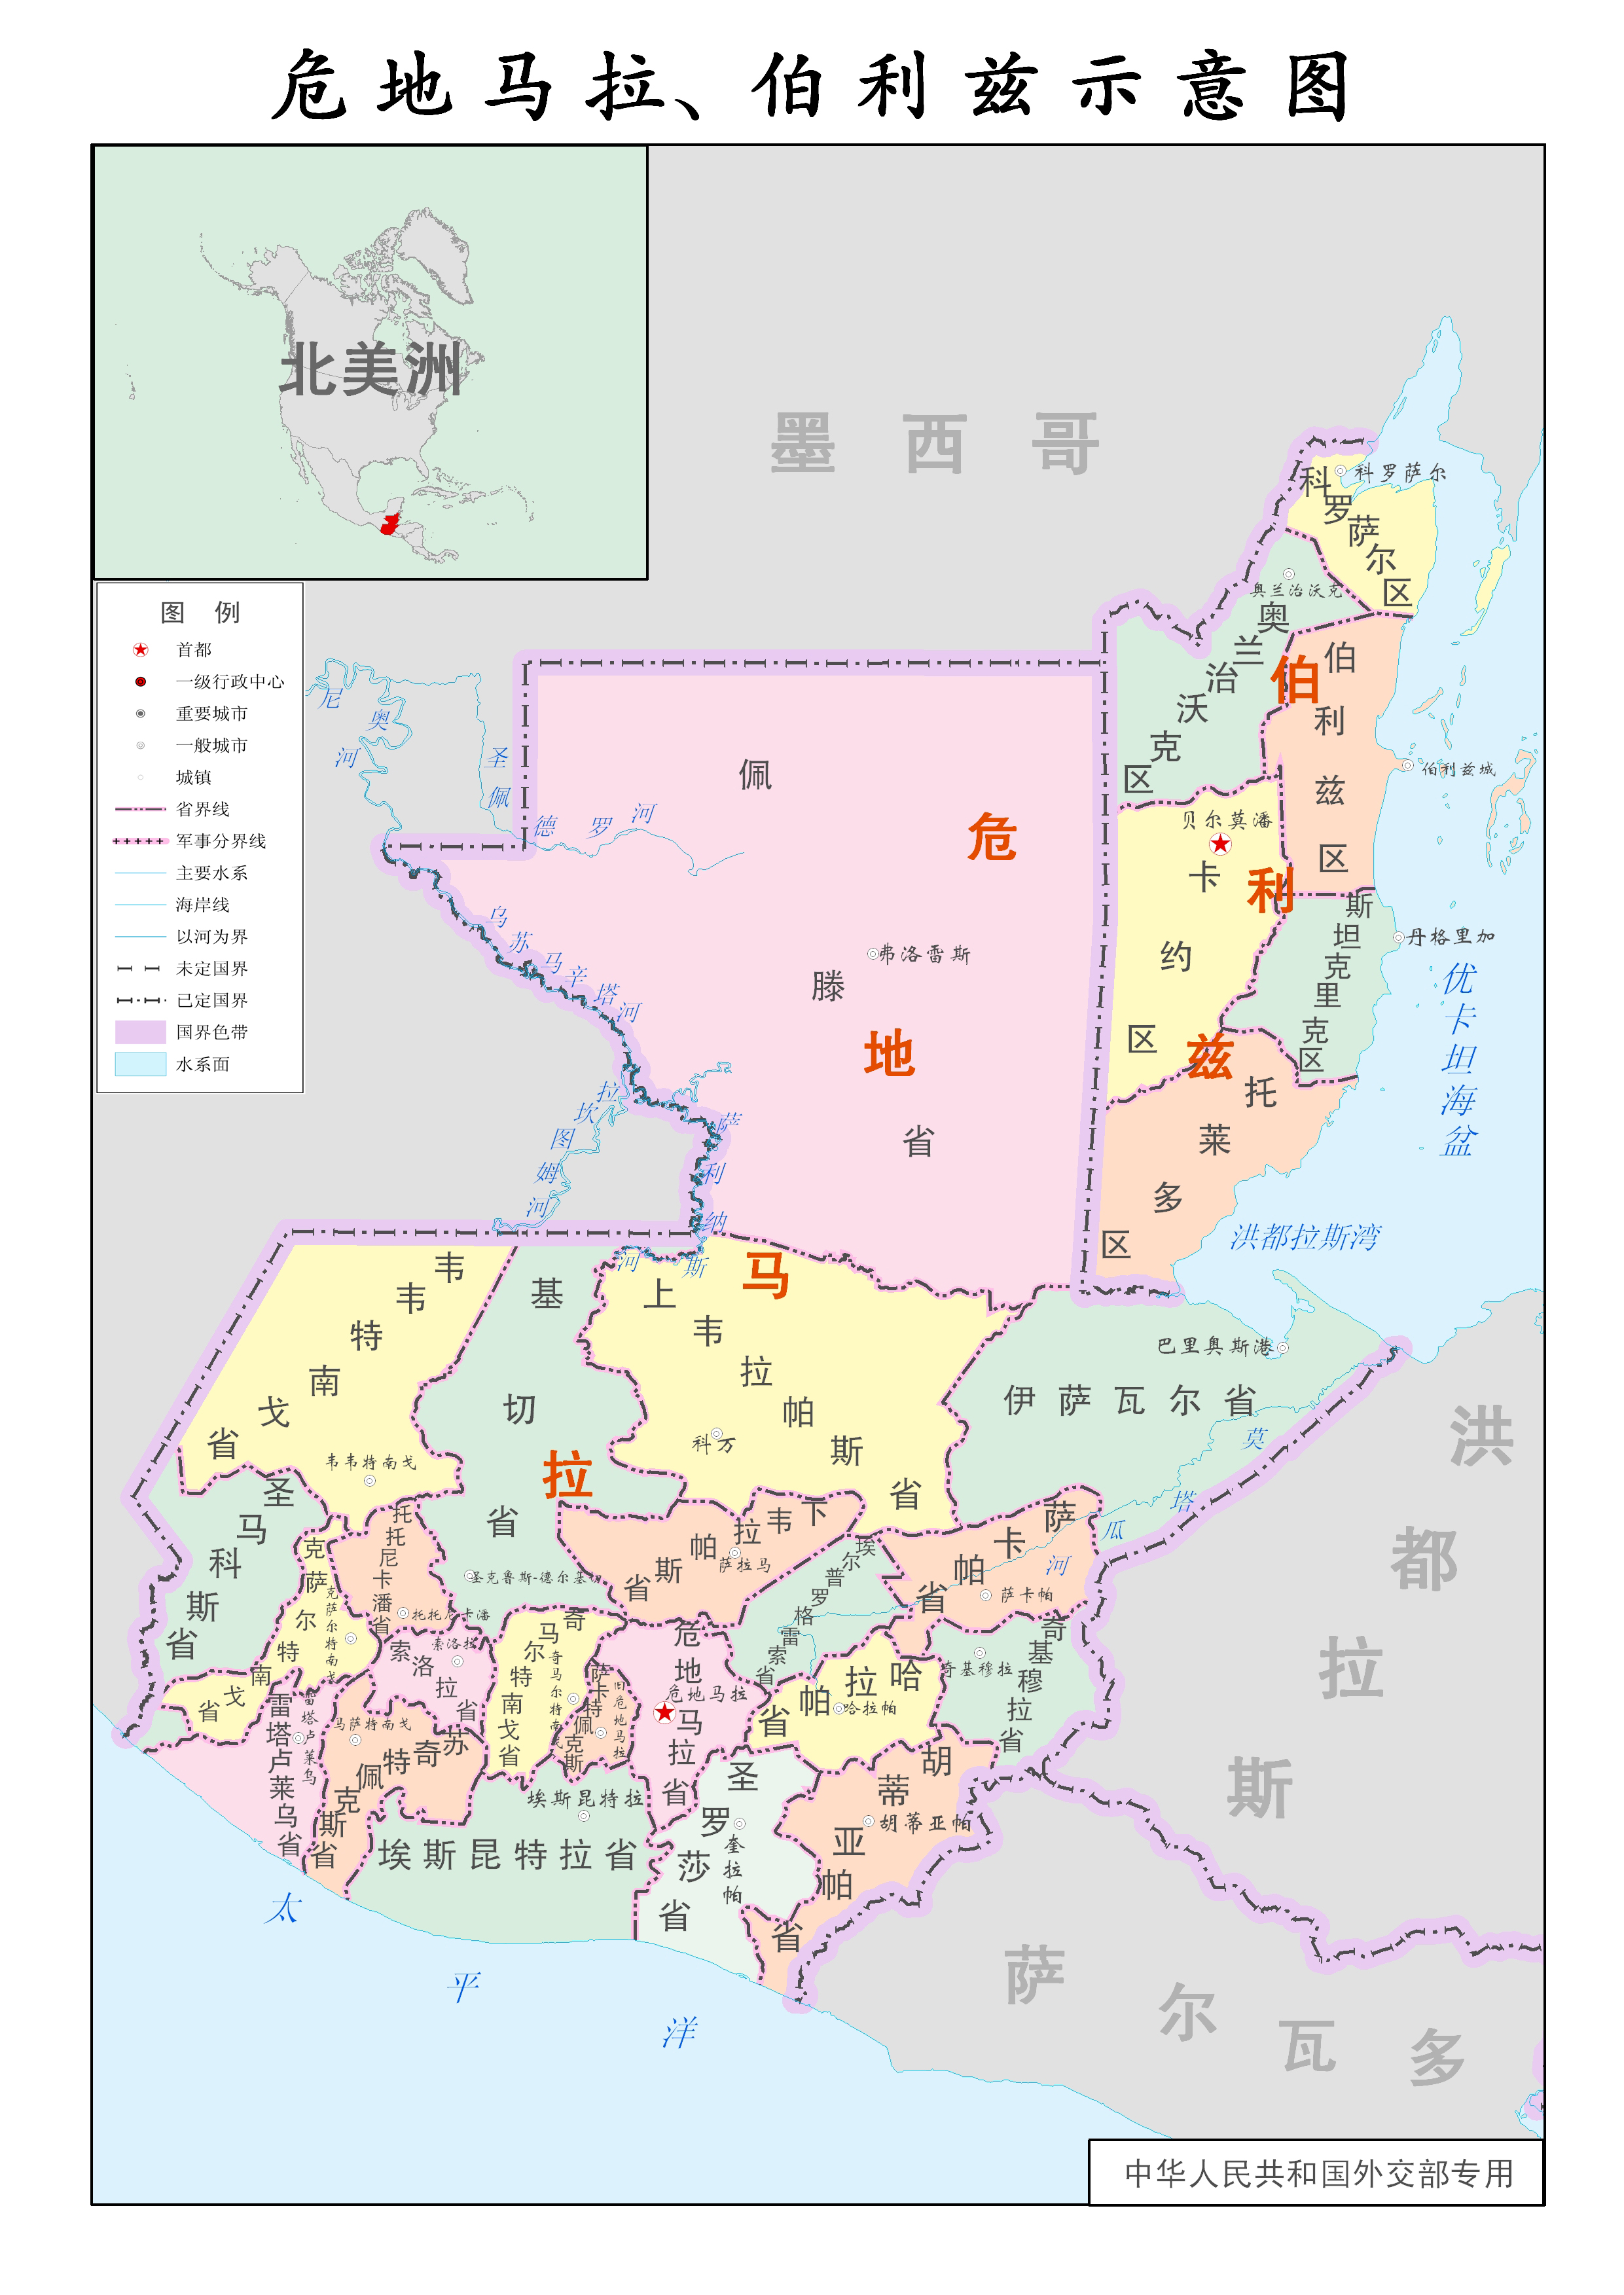 危地马拉、伯利兹示意图
北美洲
图 例
首都
一级行政中心
重要城市
一般城市
城镇
省界线
军事分界线
主要水系
海岸线
以河为界
未定国界
已定国界
国界色带
水系面
墨西哥
科罗萨尔
科罗萨尔区
奥兰治沃克
奥兰治沃克区
伯利兹
伯利兹区
伯利兹城
贝尔莫潘
卡约区
斯坦克里克区
丹格里加
托莱多区
优卡坦海盆
洪都拉斯湾
尼奥河
圣佩德罗河
乌苏马辛塔河
拉坎图姆河
萨利纳斯河
危地马拉
佩滕省
弗洛雷斯
韦韦特南戈省
韦韦特南戈
基切省
圣克鲁斯-德尔基切
上韦拉帕斯省
科万
伊萨瓦尔省
巴里奥斯港
莫塔瓜河
洪都拉斯
圣马科斯省
克萨尔特南戈省
克萨尔特南戈
托托尼卡潘省
托托尼卡潘
下韦拉帕斯省
萨拉马
埃尔普罗格雷索省
萨卡帕省
萨卡帕
索洛拉省
索洛拉
奇马尔特南戈省
奇马尔特南戈
萨卡特佩克斯
旧危地马拉
危地马拉省
危地马拉
哈拉帕省
哈拉帕
奇基穆拉省
奇基穆拉
雷塔卢莱乌省
雷塔卢莱乌
苏奇特佩克斯省
马萨特南戈
埃斯昆特拉
埃斯昆特拉省
圣罗莎省
奎拉帕
胡蒂亚帕省
胡蒂亚帕
太平洋
萨尔瓦多
中华人民共和国外交部专用